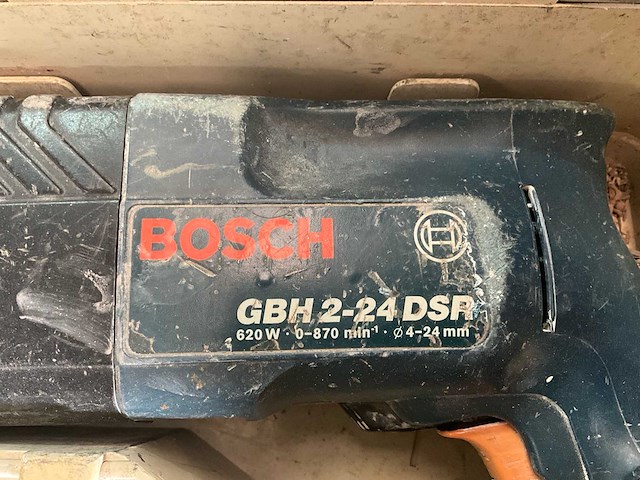 BOSCH
GBH 2-24 DSR
620 W · 0-870 min⁻¹ · ⌀ 4-24 mm